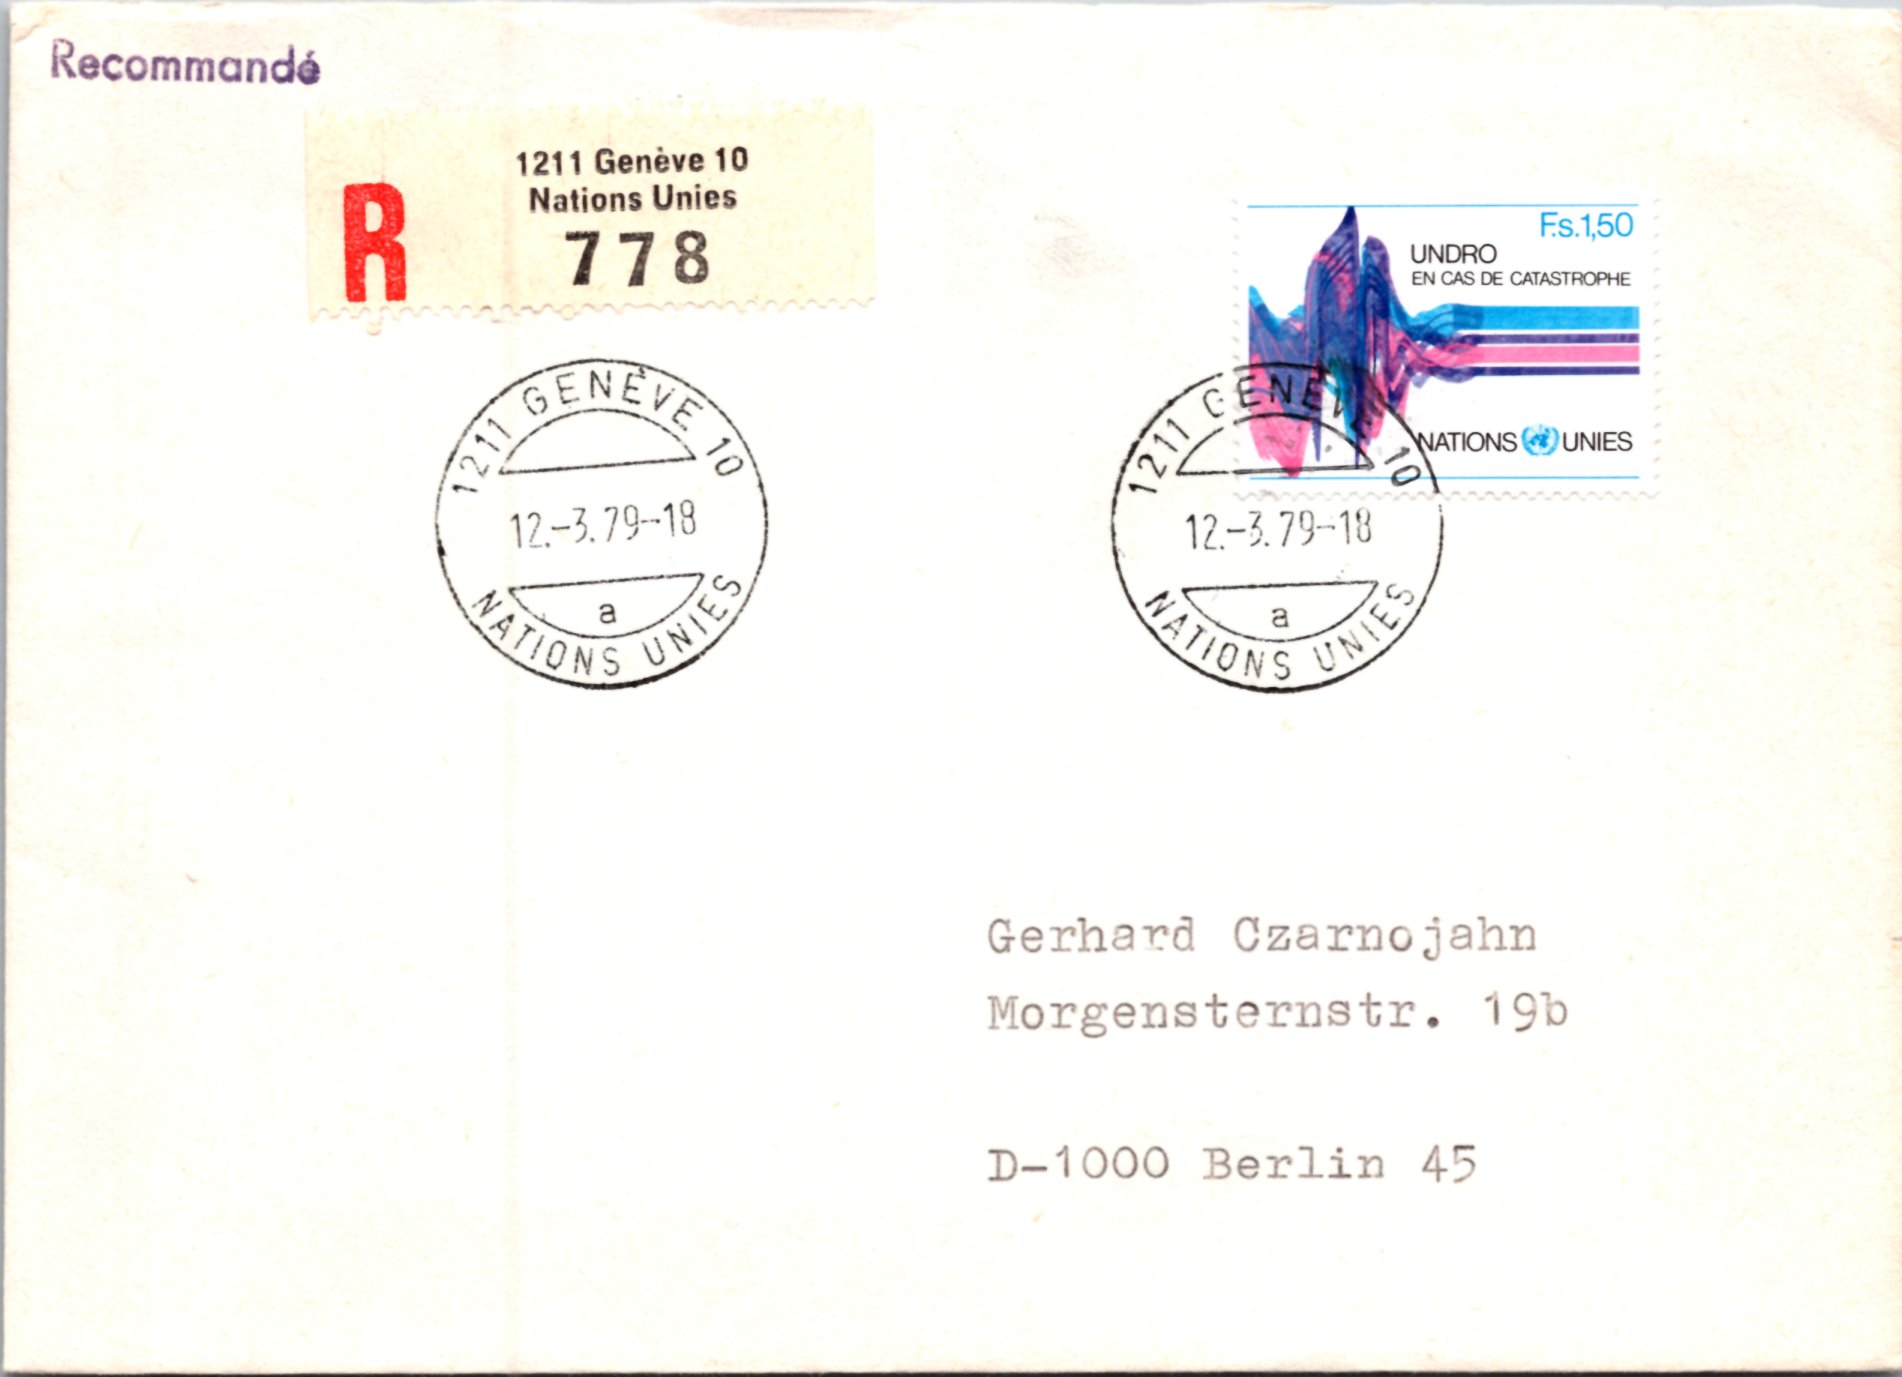 Recommandé
R
1211 Genève 10
Nations Unies
778
F.s.1,50
UNDRO
EN CAS DE CATASTROPHE
NATIONS UNIES
1211 GENÈVE 10
12.-3.79-18
a
NATIONS UNIES
1211 GENÈVE 10
12.-3.79-18
a
NATIONS UNIES
Gerhard Czarnojahn
Morgensternstr. 19b
D-1000 Berlin 45